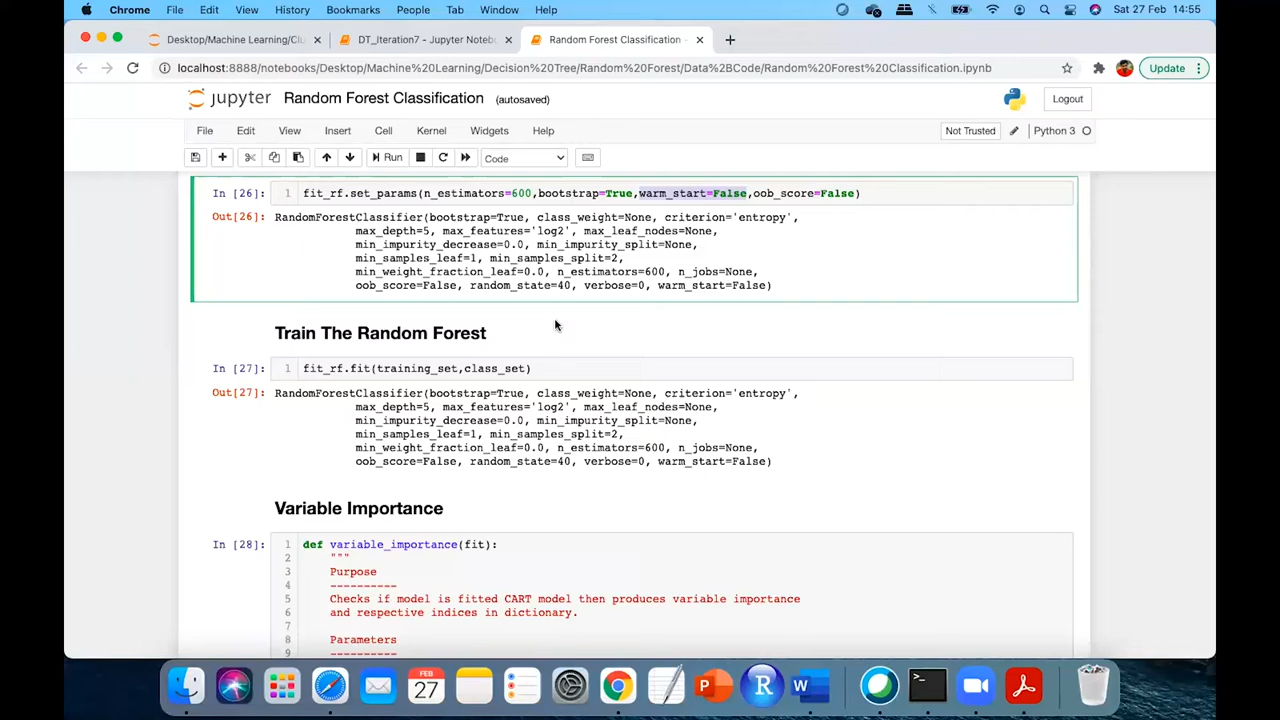 Chrome File Edit View History Bookmarks People Tab Window Help Sat 27 Feb 14:55
Desktop/Machine Learning/Clu DT_Iteration7 - Jupyter Notebo Random Forest Classification -
localhost:8888/notebooks/Desktop/Machine%20Learning/Decision%20Tree/Random%20Forest/Data%2BCode/Random%20Forest%20Classification.ipynb Update
jupyter Random Forest Classification (autosaved) Logout
File Edit View Insert Cell Kernel Widgets Help Not Trusted Python 3
Run Code
In [26]: 1 fit_rf.set_params(n_estimators=600,bootstrap=True,warm_start=False,oob_score=False)
Out[26]: RandomForestClassifier(bootstrap=True, class_weight=None, criterion='entropy',
max_depth=5, max_features='log2', max_leaf_nodes=None,
min_impurity_decrease=0.0, min_impurity_split=None,
min_samples_leaf=1, min_samples_split=2,
min_weight_fraction_leaf=0.0, n_estimators=600, n_jobs=None,
oob_score=False, random_state=40, verbose=0, warm_start=False)
Train The Random Forest
In [27]: 1 fit_rf.fit(training_set,class_set)
Out[27]: RandomForestClassifier(bootstrap=True, class_weight=None, criterion='entropy',
max_depth=5, max_features='log2', max_leaf_nodes=None,
min_impurity_decrease=0.0, min_impurity_split=None,
min_samples_leaf=1, min_samples_split=2,
min_weight_fraction_leaf=0.0, n_estimators=600, n_jobs=None,
oob_score=False, random_state=40, verbose=0, warm_start=False)
Variable Importance
In [28]: 1 def variable_importance(fit):
2 """
3 Purpose
4 ----------
5 Checks if model is fitted CART model then produces variable importance
6 and respective indices in dictionary.
7
8 Parameters
9 ----------
FEB
27
P
R
W
>_